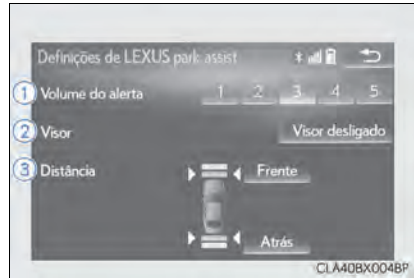 Definições de LEXUS park assist
1 Volume do alerta 1 2 3 4 5
2 Visor Visor desligado
3 Distância Frente
Atrás
CLA40BX004BP